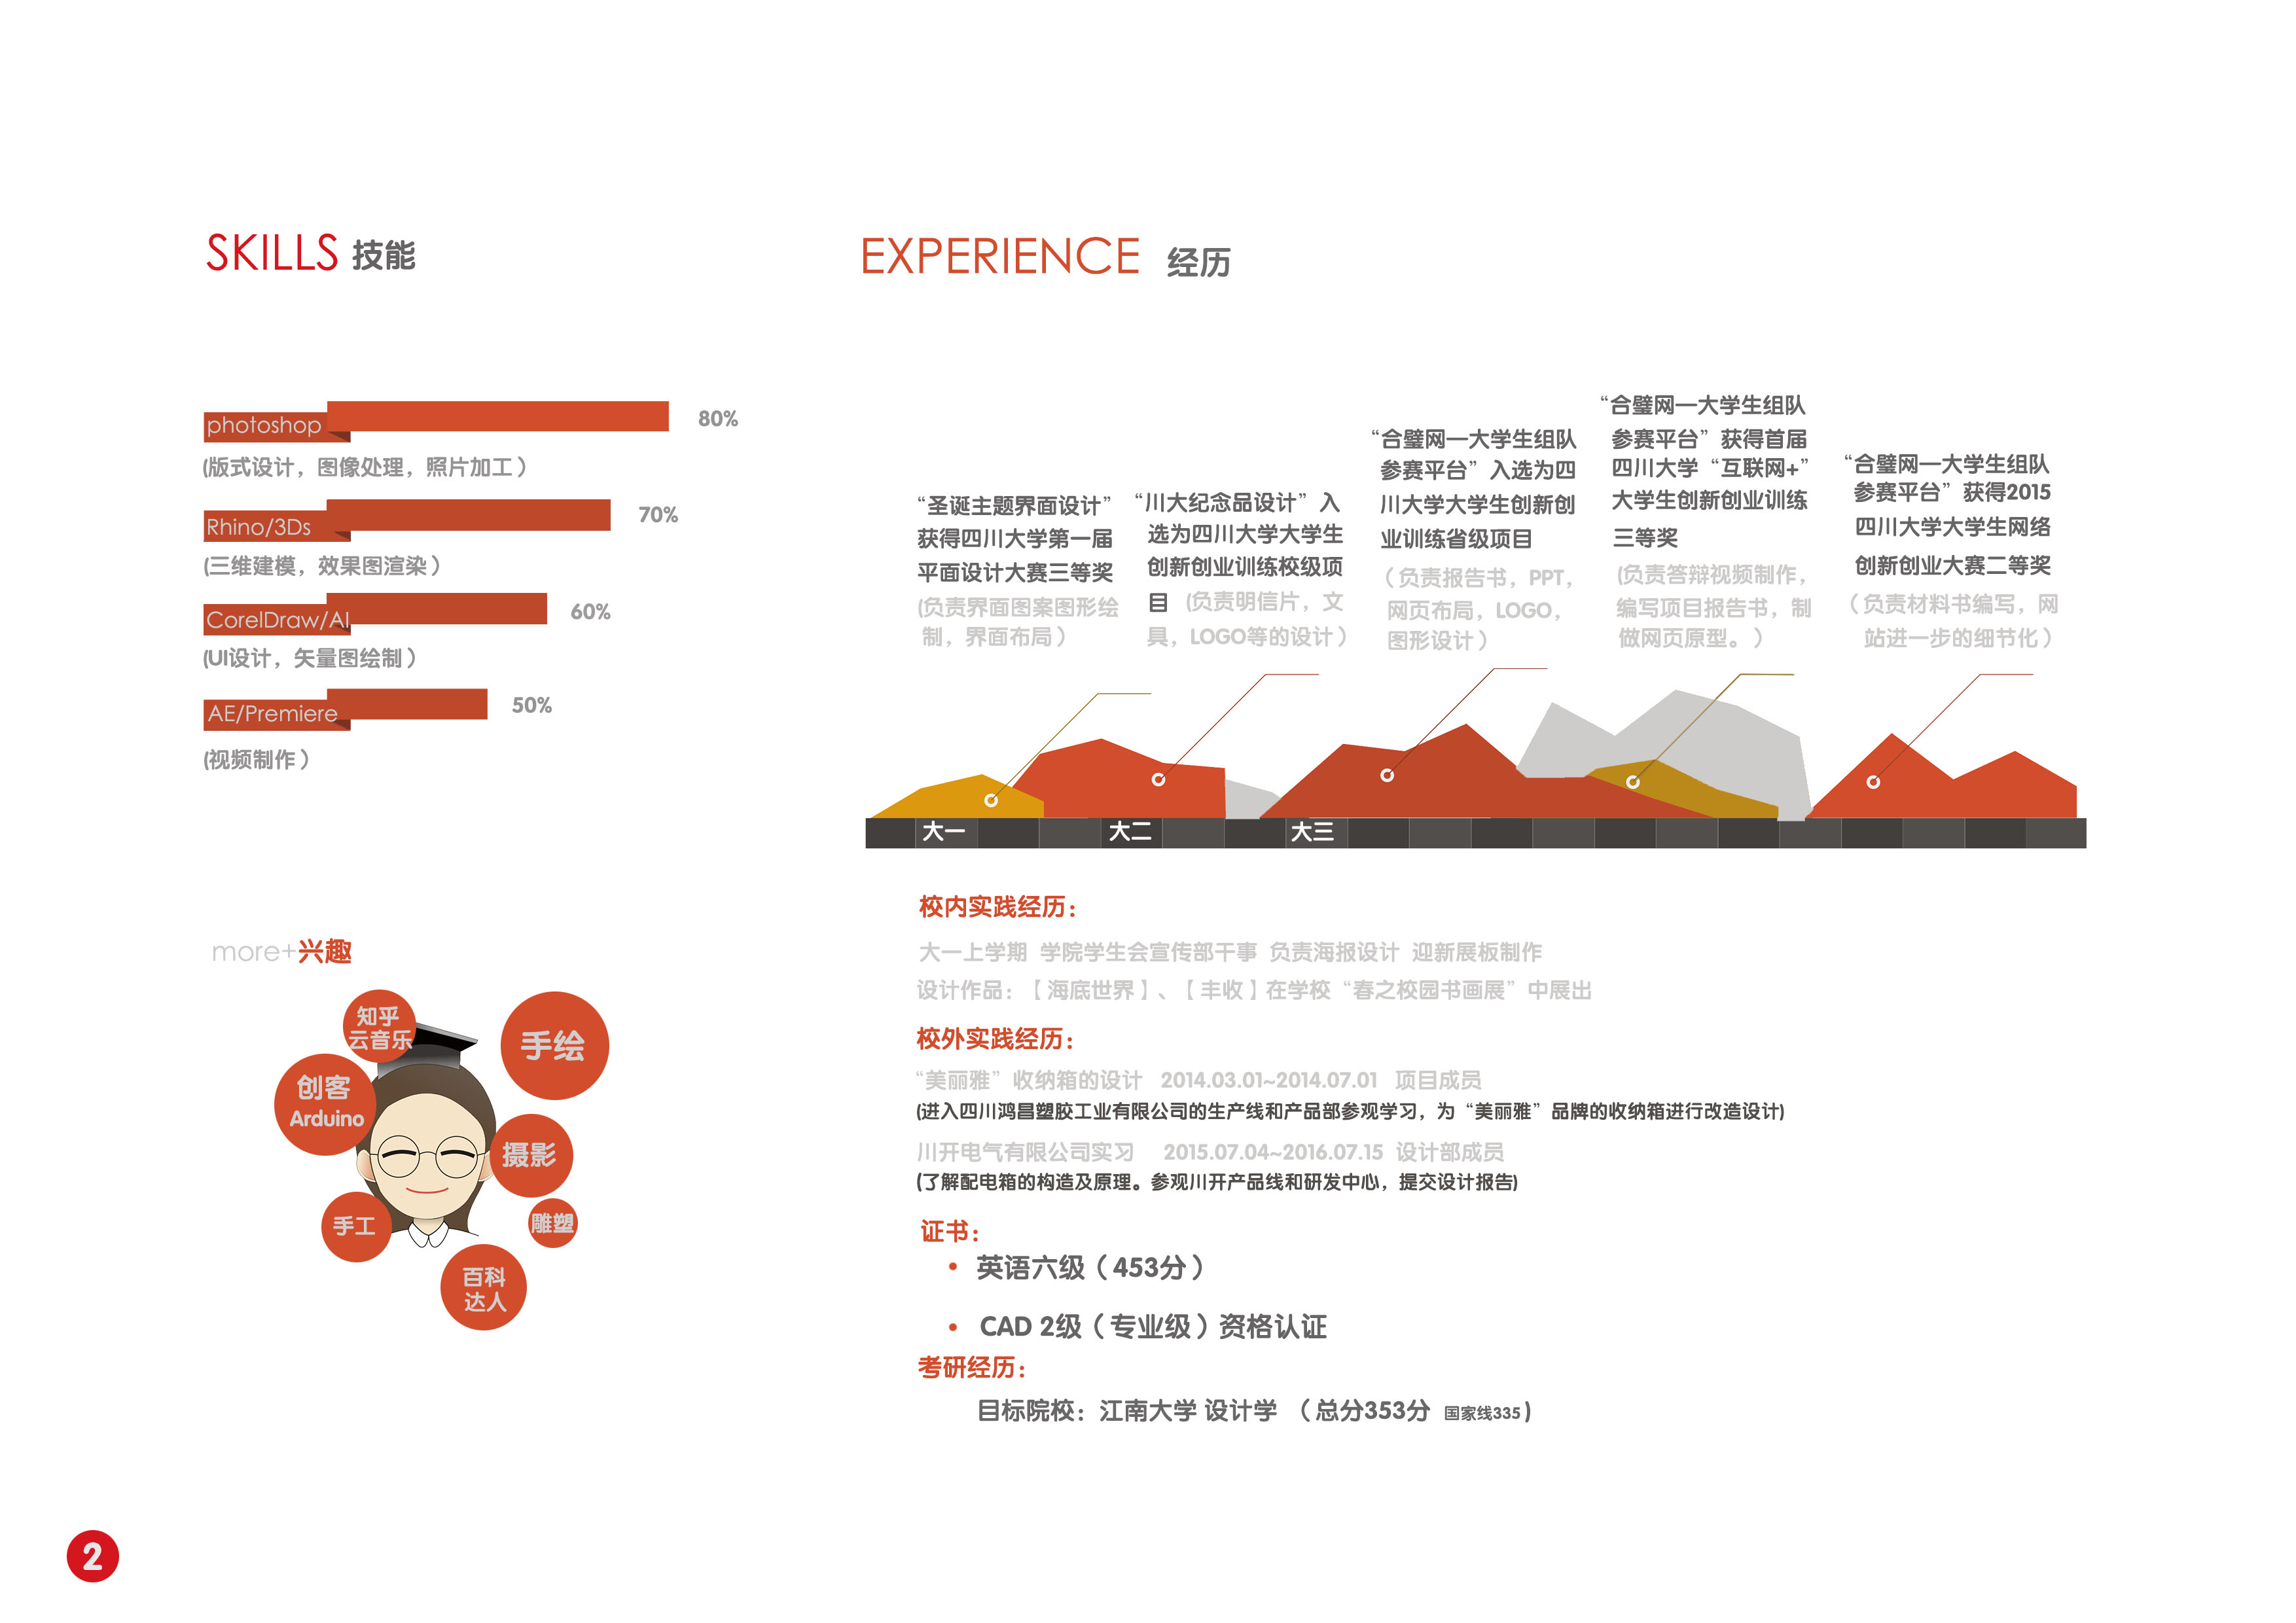 SKILLS 技能
photoshop
80%
(版式设计，图像处理，照片加工）
Rhino/3Ds
70%
(三维建模，效果图渲染）
CorelDraw/AI
60%
(UI设计，矢量图绘制）
AE/Premiere
50%
(视频制作）
more+兴趣
知乎
云音乐
手绘
创客
Arduino
摄影
手工
雕塑
百科
达人
EXPERIENCE 经历
“圣诞主题界面设计”
获得四川大学第一届
平面设计大赛三等奖
(负责界面图案图形绘
制，界面布局）
“川大纪念品设计”入
选为四川大学大学生
创新创业训练校级项
目 (负责明信片，文
具，LOGO等的设计）
“合璧网—大学生组队
参赛平台”入选为四
川大学大学生创新创
业训练省级项目
（负责报告书，PPT，
网页布局，LOGO，
图形设计）
“合璧网—大学生组队
参赛平台”获得首届
四川大学“互联网+”
大学生创新创业训练
三等奖
(负责答辩视频制作，
编写项目报告书，制
做网页原型。）
“合璧网—大学生组队
参赛平台”获得2015
四川大学大学生网络
创新创业大赛二等奖
（负责材料书编写，网
站进一步的细节化）
大一
大二
大三
校内实践经历：
大一上学期 学院学生会宣传部干事 负责海报设计 迎新展板制作
设计作品：【海底世界】、【丰收】在学校“春之校园书画展”中展出
校外实践经历：
“美丽雅”收纳箱的设计 2014.03.01~2014.07.01 项目成员
(进入四川鸿昌塑胶工业有限公司的生产线和产品部参观学习，为“美丽雅”品牌的收纳箱进行改造设计)
川开电气有限公司实习 2015.07.04~2016.07.15 设计部成员
(了解配电箱的构造及原理。参观川开产品线和研发中心，提交设计报告)
证书：
• 英语六级（453分）
• CAD 2级（专业级）资格认证
考研经历：
目标院校：江南大学 设计学 （总分353分 国家线335)
2